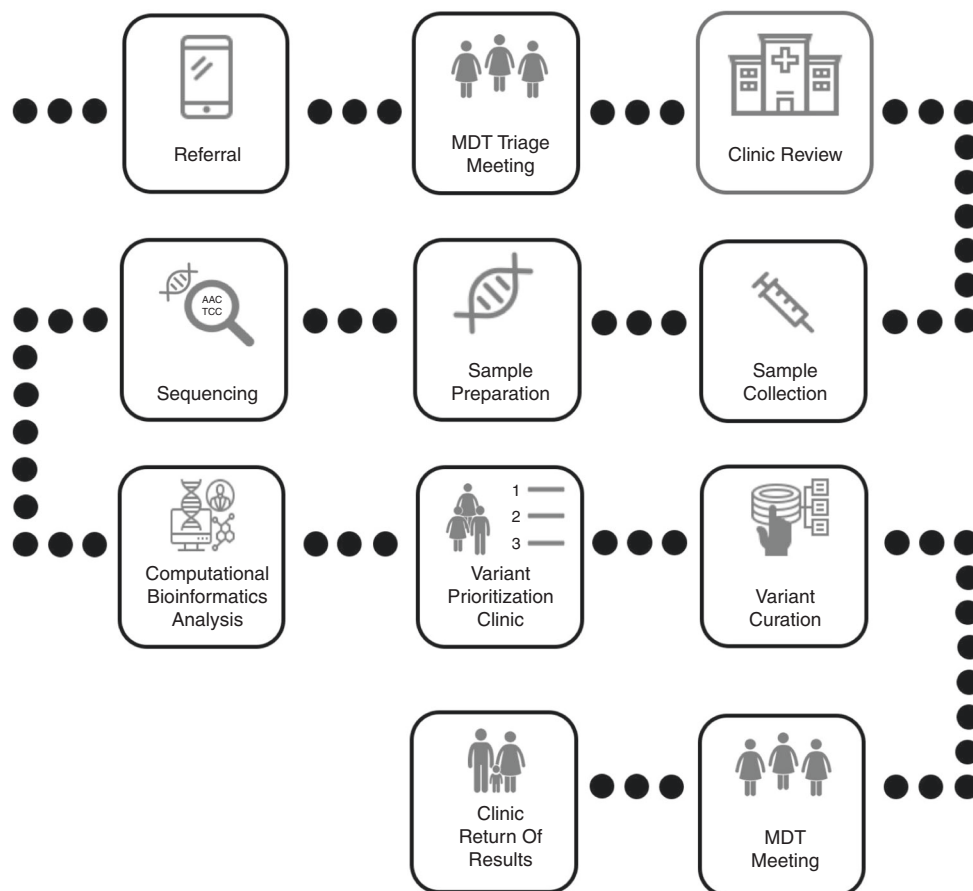 Referral
MDT Triage
Meeting
Clinic Review
AAC
TCC
Sequencing
Sample
Preparation
Sample
Collection
Computational
Bioinformatics
Analysis
1
2
3
Variant
Prioritization
Clinic
Variant
Curation
Clinic
Return Of
Results
MDT
Meeting